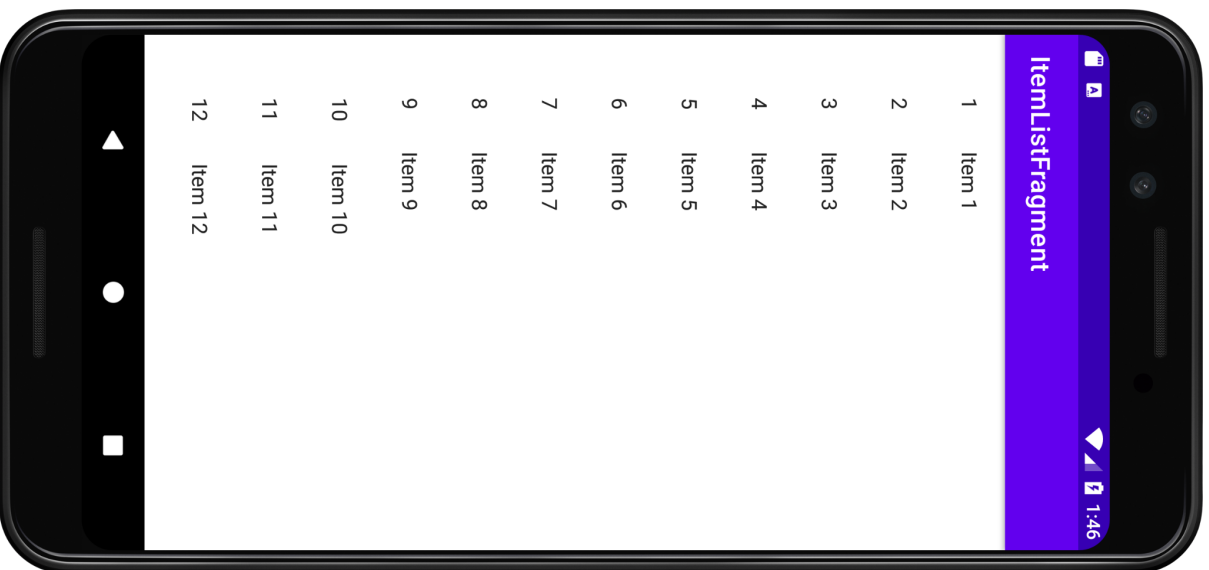 1:46
ItemListFragment
1 Item 1
2 Item 2
3 Item 3
4 Item 4
5 Item 5
6 Item 6
7 Item 7
8 Item 8
9 Item 9
10 Item 10
11 Item 11
12 Item 12